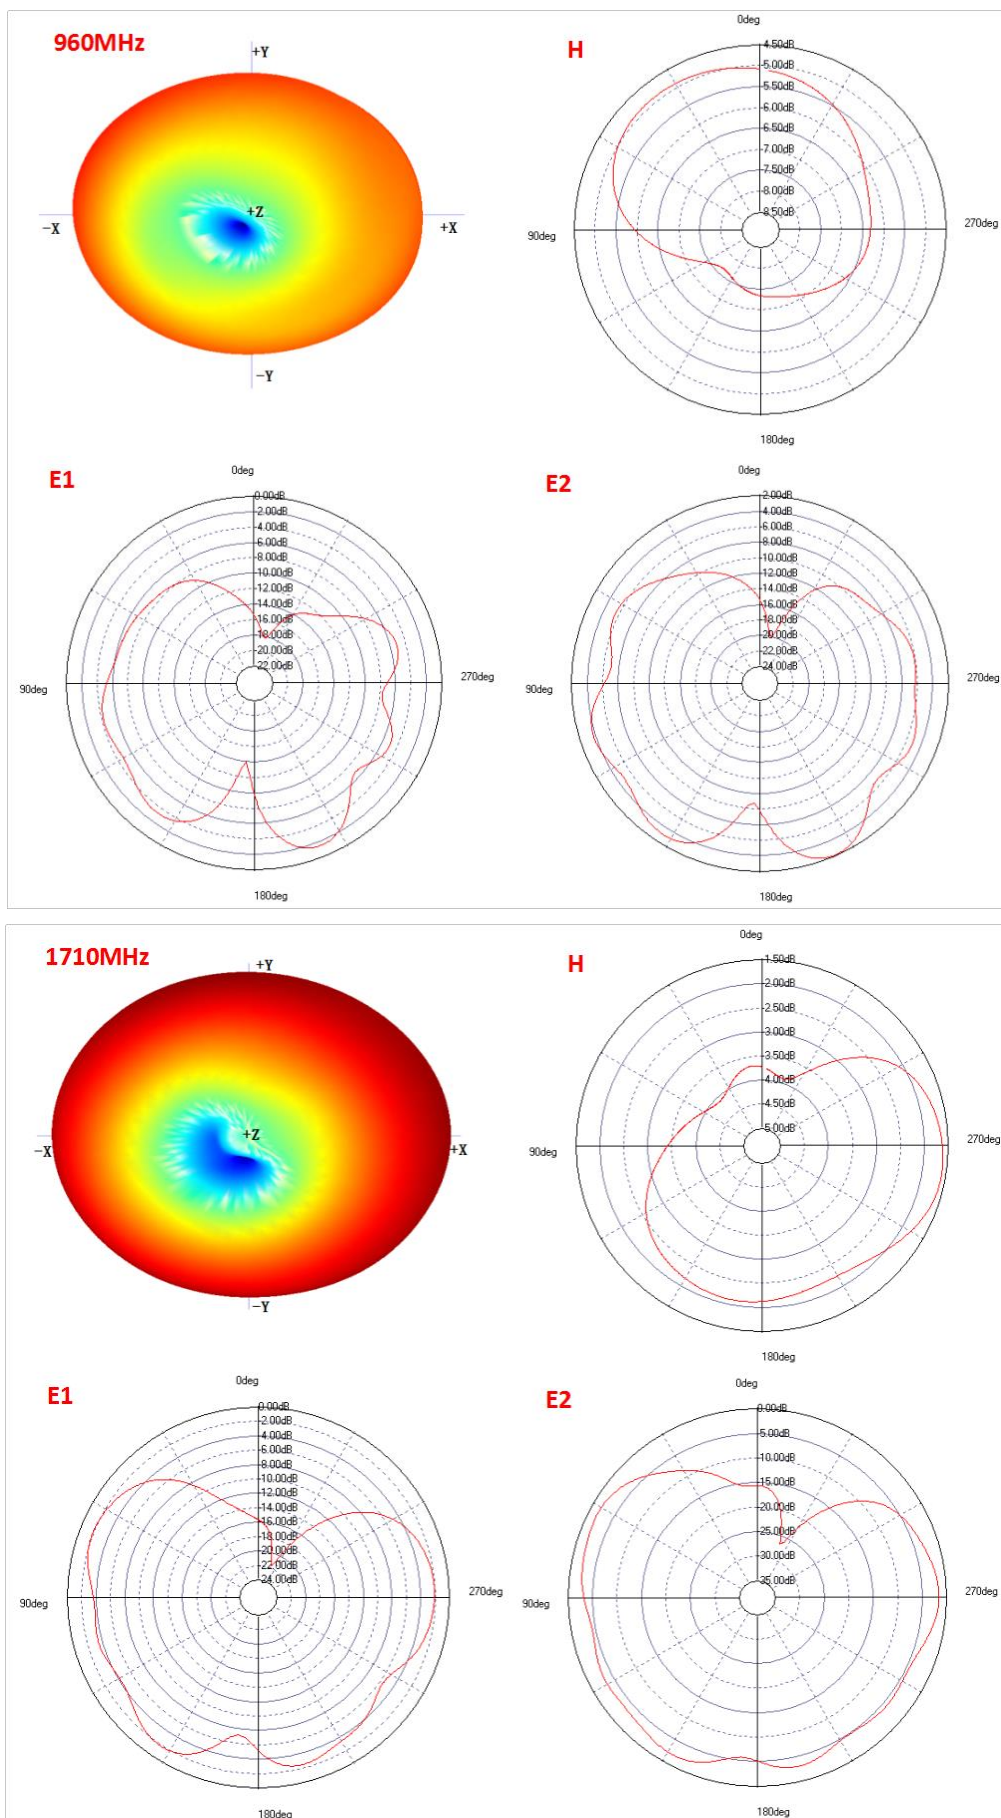 960MHz
+Y
-X
+Z
+X
-Y
H
0deg
4.50dB
-5.00dB
5.50dB
6.00dB
6.50dB
7.00dB
7.50dB
8.00dB
8.50dB
90deg
270deg
180deg
E1
0deg
0.00dB
2.00dB
4.00dB
6.00dB
8.00dB
10.00dB
12.00dB
14.00dB
16.00dB
18.00dB
20.00dB
22.00dB
90deg
270deg
180deg
E2
0deg
2.00dB
4.00dB
6.00dB
8.00dB
10.00dB
12.00dB
14.00dB
16.00dB
18.00dB
20.00dB
22.00dB
24.00dB
90deg
270deg
180deg
1710MHz
+Y
-X
+Z
+X
-Y
H
0deg
1.50dB
2.00dB
2.50dB
3.00dB
3.50dB
4.00dB
4.50dB
5.00dB
90deg
270deg
180deg
E1
0deg
0.00dB
2.00dB
4.00dB
6.00dB
8.00dB
10.00dB
12.00dB
14.00dB
16.00dB
18.00dB
20.00dB
22.00dB
24.00dB
90deg
270deg
180deg
E2
0deg
0.00dB
5.00dB
10.00dB
15.00dB
20.00dB
25.00dB
30.00dB
35.00dB
90deg
270deg
180deg